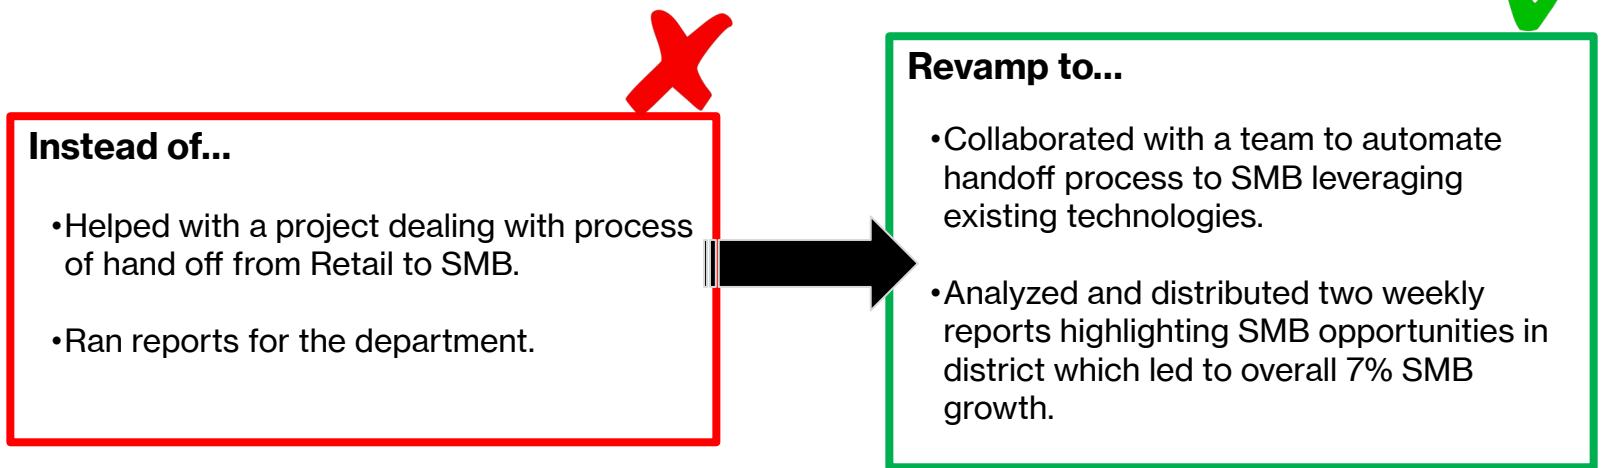 Instead of...
•Helped with a project dealing with process
of hand off from Retail to SMB.
•Ran reports for the department.
Revamp to...
•Collaborated with a team to automate
handoff process to SMB leveraging
existing technologies.
•Analyzed and distributed two weekly
reports highlighting SMB opportunities in
district which led to overall 7% SMB
growth.